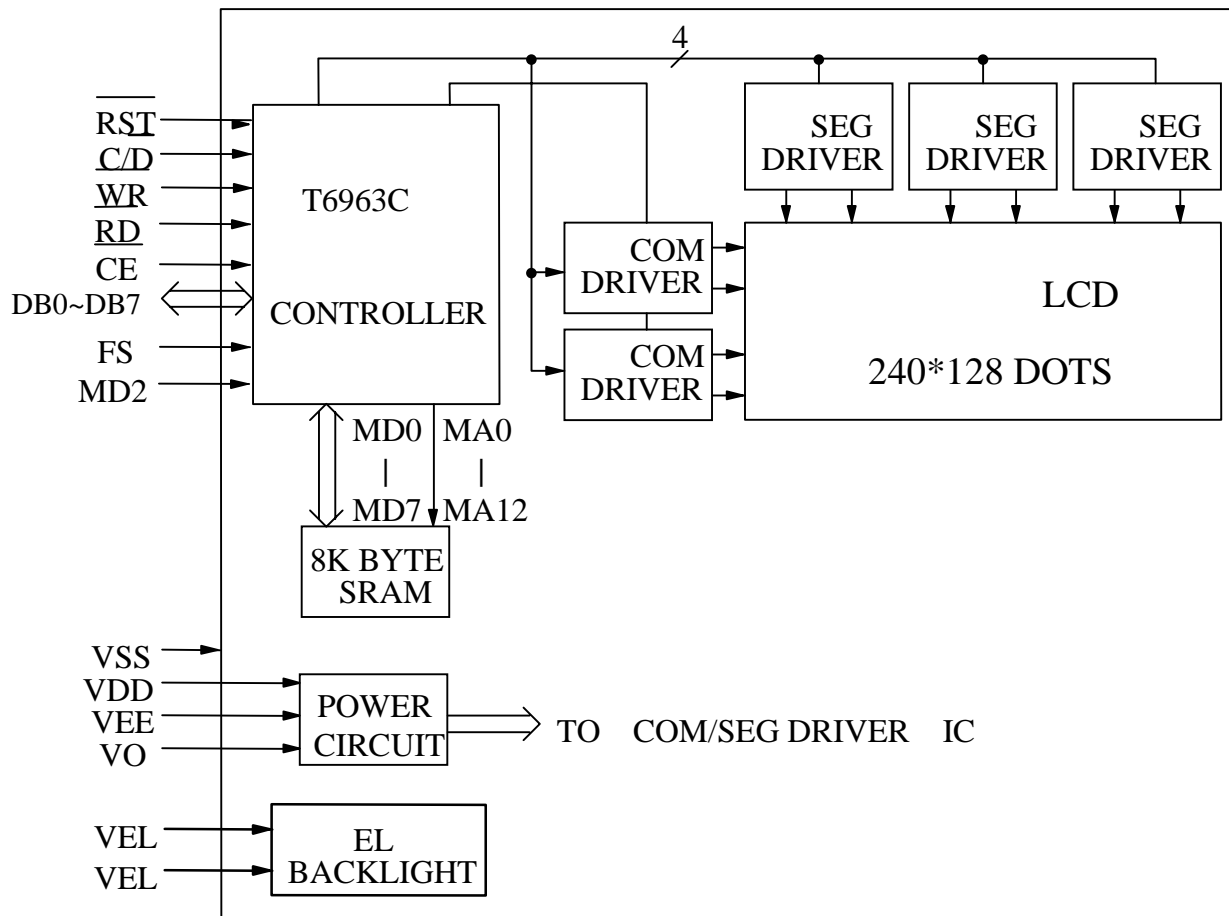 4
RST
C/D
WR
RD
CE
DB0~DB7
FS
MD2
T6963C
CONTROLLER
SEG
DRIVER
SEG
DRIVER
SEG
DRIVER
COM
DRIVER
COM
DRIVER
LCD
240*128 DOTS
MD0
|
MD7
MA0
|
MA12
8K BYTE
SRAM
VSS
VDD
VEE
VO
POWER
CIRCUIT
TO COM/SEG DRIVER IC
VEL
VEL
EL
BACKLIGHT